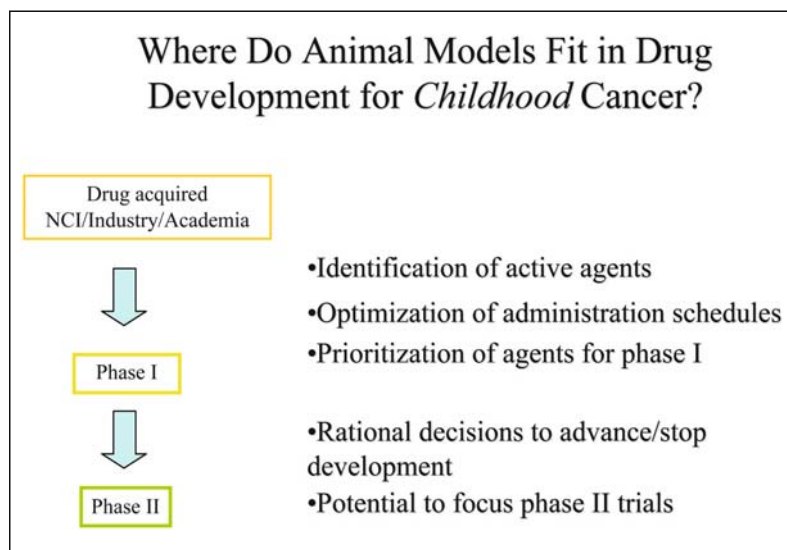 Where Do Animal Models Fit in Drug
Development for Childhood Cancer?
Drug acquired
NCI/Industry/Academia
•Identification of active agents
•Optimization of administration schedules
•Prioritization of agents for phase I
Phase I
•Rational decisions to advance/stop
development
•Potential to focus phase II trials
Phase II